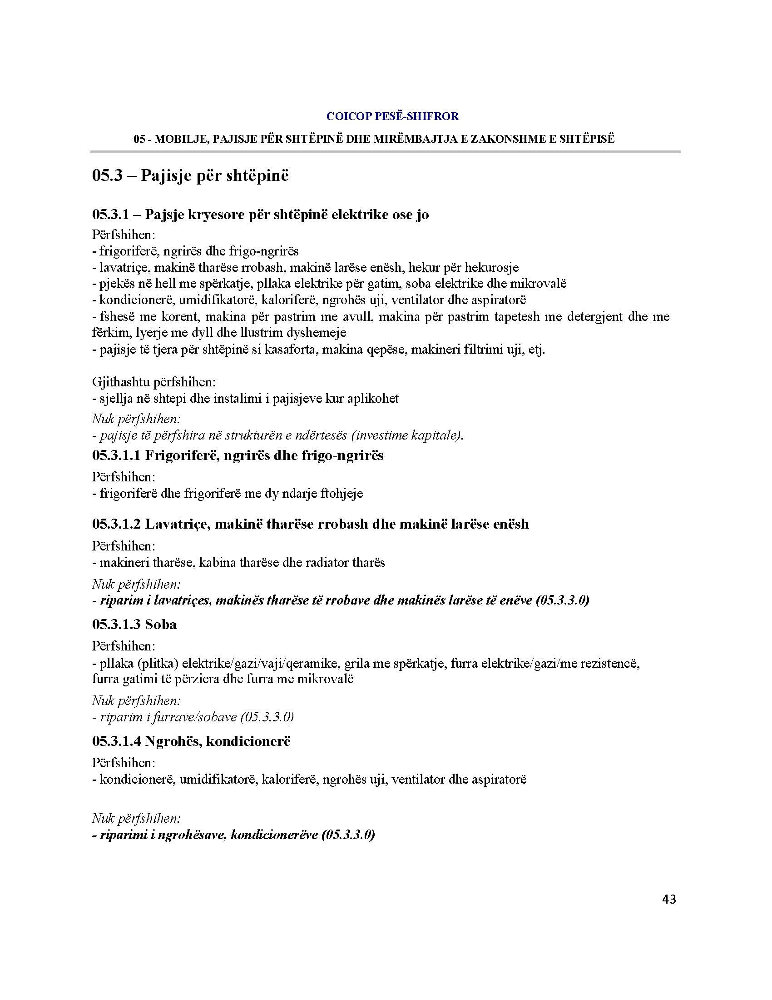 COICOP PESË-SHIFROR
05 - MOBILJE, PAJISJE PËR SHTËPINË DHE MIRËMBAJTJA E ZAKONSHME E SHTËPISË
05.3 – Pajisje për shtëpinë
05.3.1 – Pajsje kryesore për shtëpinë elektrike ose jo
Përfshihen:
- frigoriferë, ngrirës dhe frigo-ngrirës
- lavatriçe, makinë tharëse rrobash, makinë larëse enësh, hekur për hekurosje
- pjekës në hell me spërkatje, pllaka elektrike për gatim, soba elektrike dhe mikrovalë
- kondicionerë, umidifikatorë, kaloriferë, ngrohës uji, ventilator dhe aspiratorë
- fshesë me korent, makina për pastrim me avull, makina për pastrim tapetesh me detergjent dhe me
fërkim, lyerje me dyll dhe llustrim dyshemeje
- pajisje të tjera për shtëpinë si kasaforta, makina qepëse, makineri filtrimi uji, etj.
Gjithashtu përfshihen:
- sjellja në shtepi dhe instalimi i pajisjeve kur aplikohet
Nuk përfshihen:
- pajisje të përfshira në strukturën e ndërtesës (investime kapitale).
05.3.1.1 Frigoriferë, ngrirës dhe frigo-ngrirës
Përfshihen:
- frigoriferë dhe frigoriferë me dy ndarje ftohjeje
05.3.1.2 Lavatriçe, makinë tharëse rrobash dhe makinë larëse enësh
Përfshihen:
- makineri tharëse, kabina tharëse dhe radiator tharës
Nuk përfshihen:
- riparim i lavatriçes, makinës tharëse të rrobave dhe makinës larëse të enëve (05.3.3.0)
05.3.1.3 Soba
Përfshihen:
- pllaka (plitka) elektrike/gazi/vaji/qeramike, grila me spërkatje, furra elektrike/gazi/me rezistencë,
furra gatimi të përziera dhe furra me mikrovalë
Nuk përfshihen:
- riparim i furrave/sobave (05.3.3.0)
05.3.1.4 Ngrohës, kondicionerë
Përfshihen:
- kondicionerë, umidifikatorë, kaloriferë, ngrohës uji, ventilator dhe aspiratorë
Nuk përfshihen:
- riparimi i ngrohësave, kondicionerëve (05.3.3.0)
43